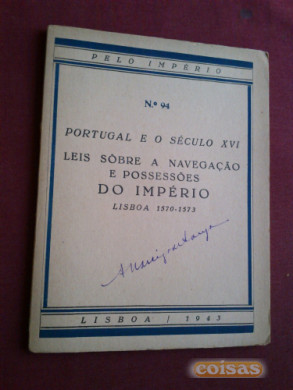 PELO IMPÉRIO
N.º 94
PORTUGAL E O SÉCULO XVI
LEIS SÔBRE A NAVEGAÇÃO
E POSSESSÕES
DO IMPÉRIO
LISBOA 1570-1573
LISBOA / 1943
coisas